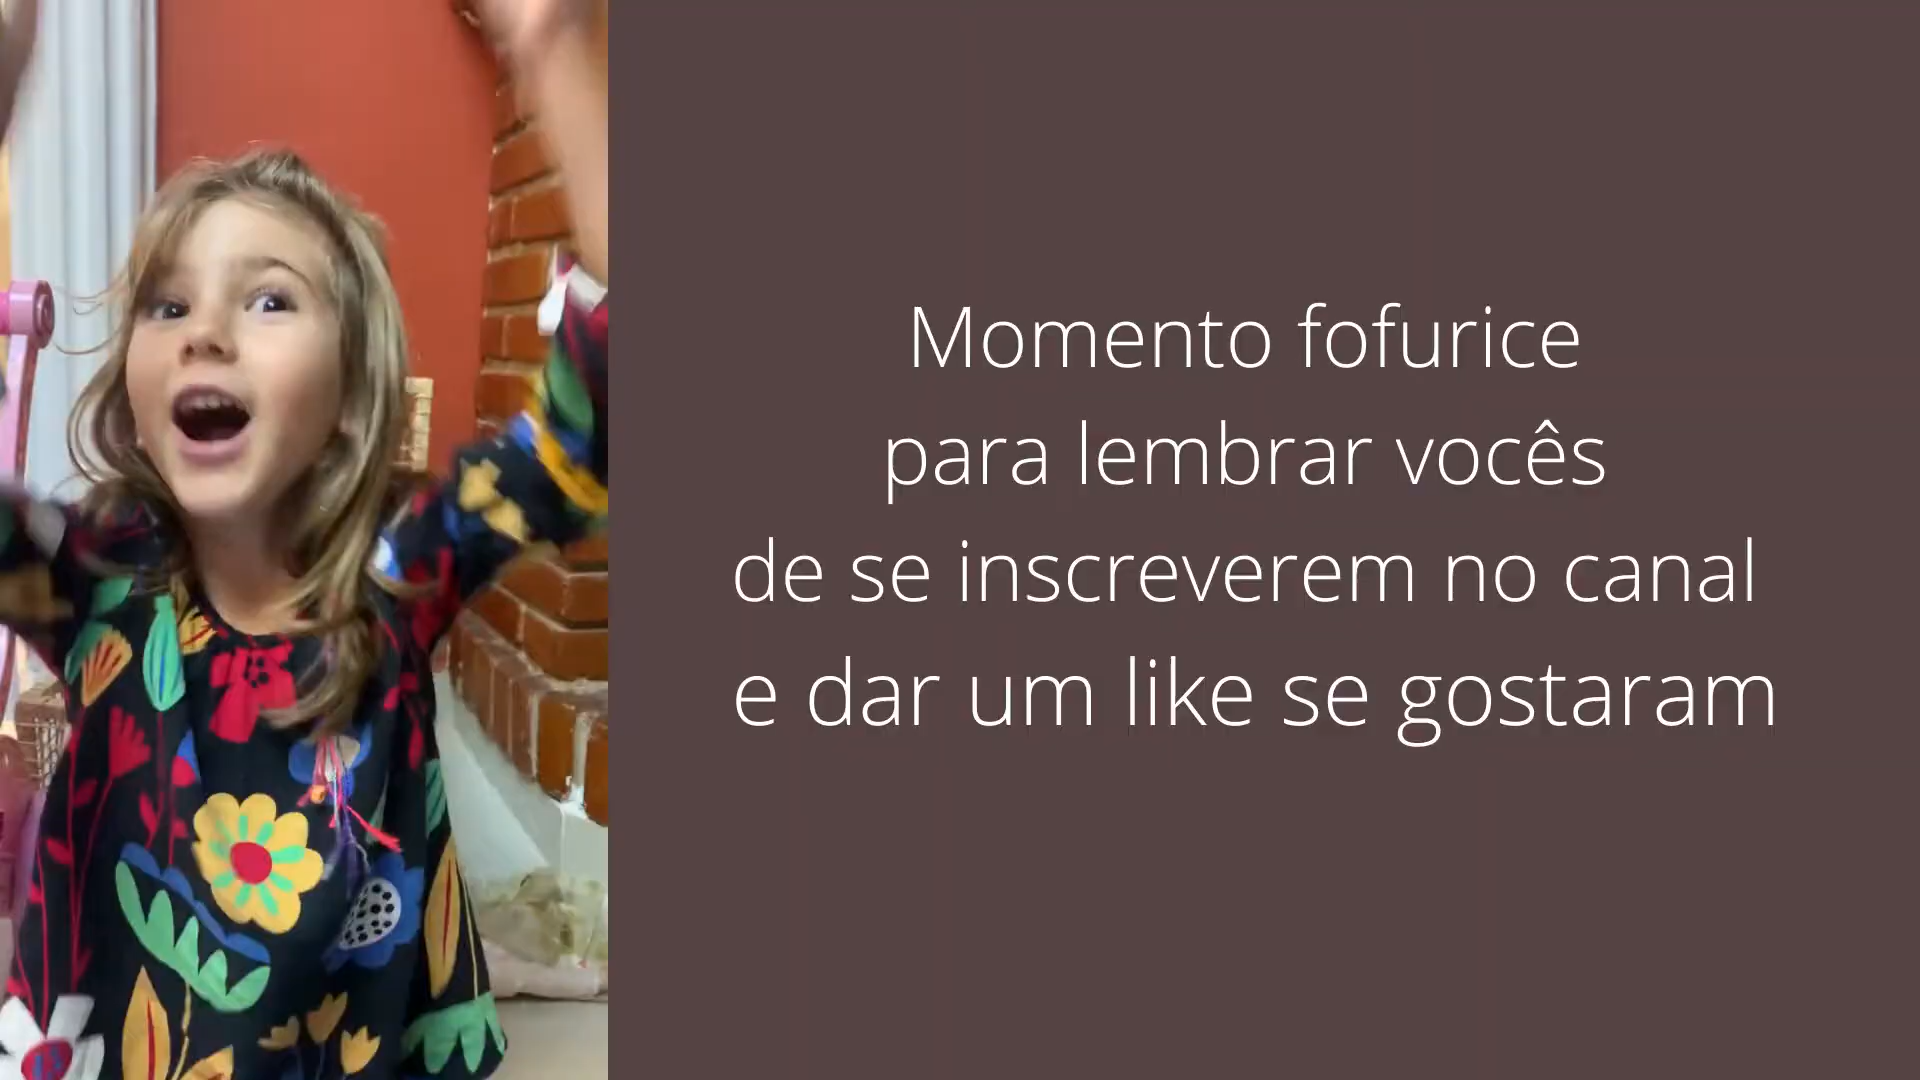 Momento fofurice
para lembrar vocês
de se inscreverem no canal
e dar um like se gostaram